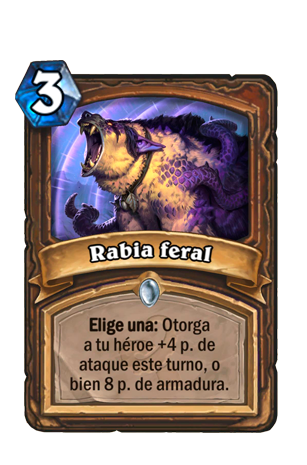 3
Rabia feral
Elige una: Otorga
a tu héroe +4 p. de
ataque este turno, o
bien 8 p. de armadura.